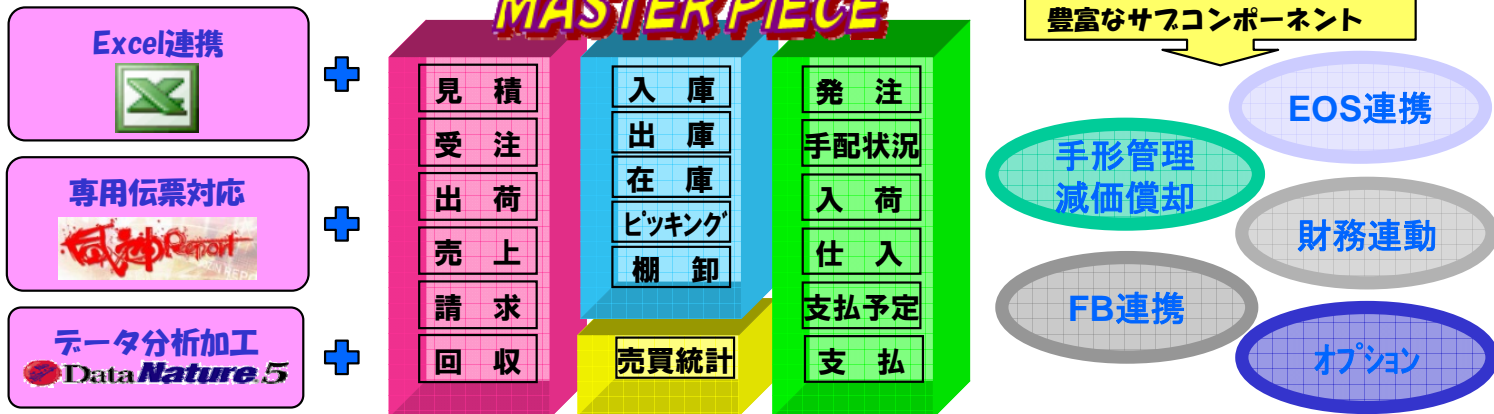 Excel連携
専用伝票対応
風神Report
データ分析加工
Data Nature 5
MASTER PIECE
見 積
受 注
出 荷
売 上
請 求
回 収
入 庫
出 庫
在 庫
ピッキング
棚 卸
売買統計
発 注
手配状況
入 荷
仕 入
支払予定
支 払
豊富なサブコンポーネント
EOS連携
手形管理
減価償却
財務連動
FB連携
オプション